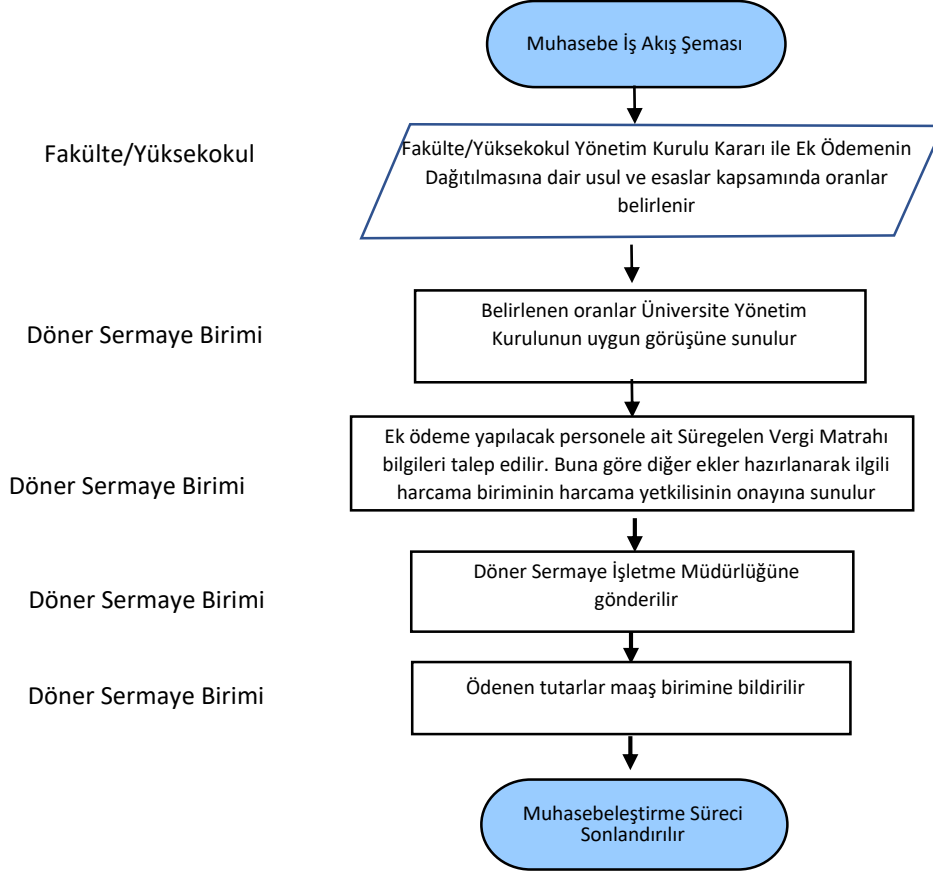 Muhasebe İş Akış Şeması
Fakülte/Yüksekokul
Fakülte/Yüksekokul Yönetim Kurulu Kararı ile Ek Ödemenin
Dağıtılmasına dair usul ve esaslar kapsamında oranlar
belirlenir
Döner Sermaye Birimi
Belirlenen oranlar Üniversite Yönetim
Kurulunun uygun görüşüne sunulur
Döner Sermaye Birimi
Ek ödeme yapılacak personele ait Süregelen Vergi Matrahı
bilgileri talep edilir. Buna göre diğer ekler hazırlanarak ilgili
harcama biriminin harcama yetkilisinin onayına sunulur
Döner Sermaye Birimi
Döner Sermaye İşletme Müdürlüğüne
gönderilir
Döner Sermaye Birimi
Ödenen tutarlar maaş birimine bildirilir
Muhasebeleştirme Süreci
Sonlandırılır